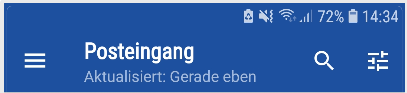 72% 14:34
Posteingang
Aktualisiert: Gerade eben